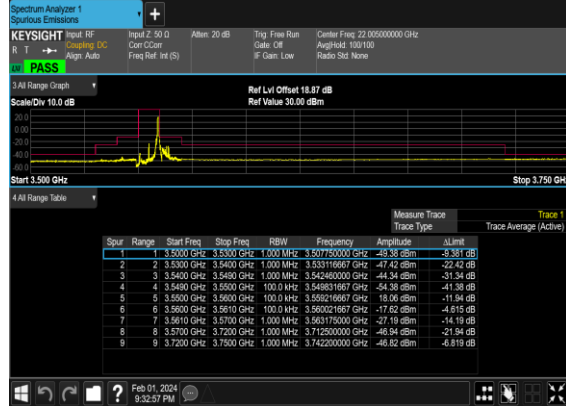 Spectrum Analyzer 1
Spurious Emissions
KEYSIGHT Input: RF Input Z: 50 Ω Atten: 20 dB Trig: Free Run Center Freq: 22.005000000 GHz
R T Coupling: DC Corr CCorr Gate: Off Avg|Hold: 100/100
Align: Auto Freq Ref: Int (S) IF Gain: Low Radio Std: None
PASS
3 All Range Graph
Ref Lvl Offset 18.87 dB
Scale/Div 10.0 dB Ref Value 30.00 dBm
20.0
0.00
-20.0
-40.0
-60.0
Start 3.500 GHz Stop 3.750 GH
4 All Range Table
Measure Trace Trace 1
Trace Type Trace Average (Active)
Spur Range Start Freq Stop Freq RBW Frequency Amplitude ΔLimit
1 1 3.5000 GHz 3.5300 GHz 1.000 MHz 3.507750000 GHz -49.38 dBm -9.381 dB
2 2 3.5300 GHz 3.5400 GHz 1.000 MHz 3.533116667 GHz -47.42 dBm -22.42 dB
3 3 3.5400 GHz 3.5490 GHz 1.000 MHz 3.542460000 GHz -44.34 dBm -31.34 dB
4 4 3.5490 GHz 3.5500 GHz 100.0 kHz 3.549831667 GHz -54.38 dBm -41.38 dB
5 5 3.5500 GHz 3.5600 GHz 100.0 kHz 3.559216667 GHz 18.06 dBm -11.94 dB
6 6 3.5600 GHz 3.5610 GHz 100.0 kHz 3.560021667 GHz -17.62 dBm -4.615 dB
7 7 3.5610 GHz 3.5700 GHz 1.000 MHz 3.563175000 GHz -27.19 dBm -14.19 dB
8 8 3.5700 GHz 3.7200 GHz 1.000 MHz 3.712500000 GHz -46.94 dBm -21.94 dB
9 9 3.7200 GHz 3.7500 GHz 1.000 MHz 3.742200000 GHz -46.82 dBm -6.819 dB
? Feb 01, 2024
9:32:57 PM